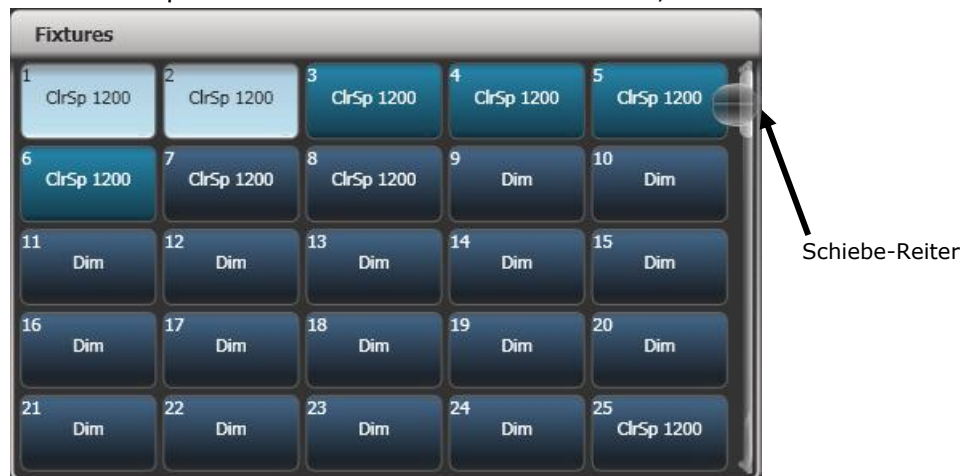 Fixtures
1 2 3 4 5
ClrSp 1200 ClrSp 1200 ClrSp 1200 ClrSp 1200 ClrSp 1200
6 7 8 9 10
ClrSp 1200 ClrSp 1200 ClrSp 1200 Dim Dim
11 12 13 14 15
Dim Dim Dim Dim Dim
Schiebe-Reiter
16 17 18 19 20
Dim Dim Dim Dim Dim
21 22 23 24 25
Dim Dim Dim Dim ClrSp 1200